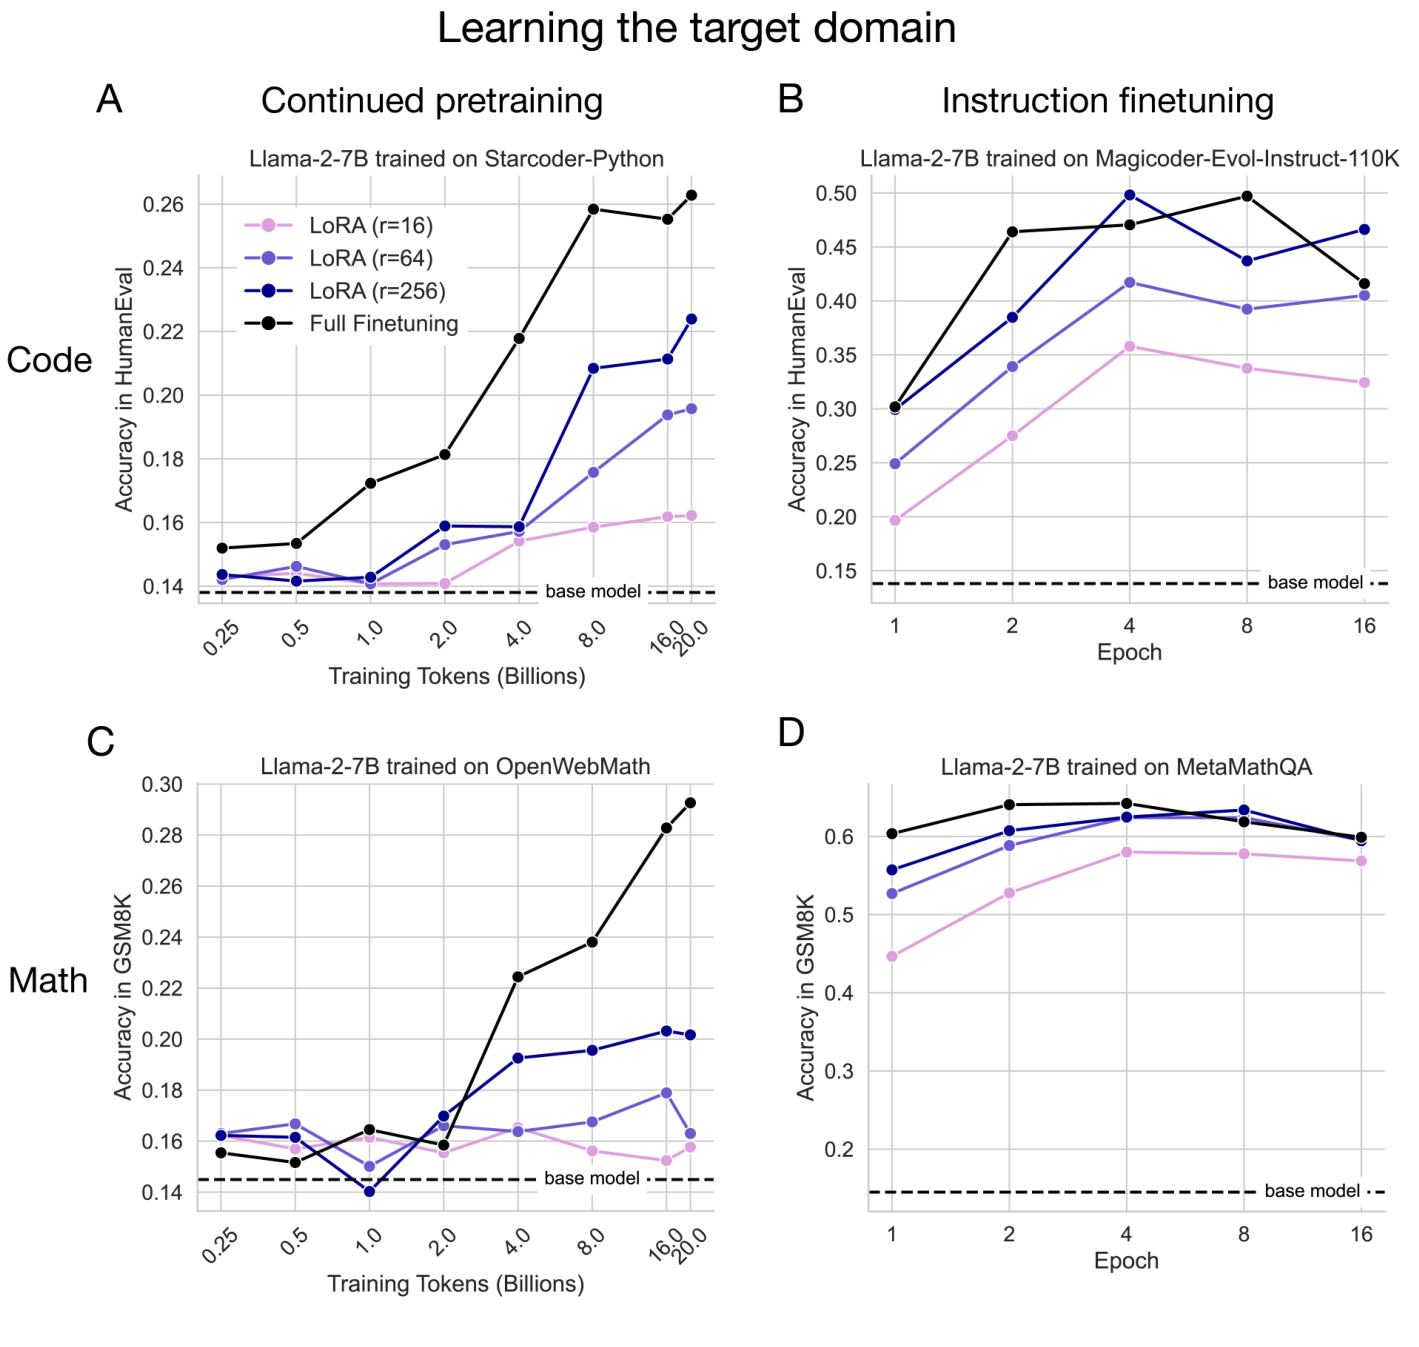 Learning the target domain
A
Continued pretraining
B
Instruction finetuning
Llama-2-7B trained on Starcoder-Python
Llama-2-7B trained on Magicoder-Evol-Instruct-110K
Code
Accuracy in HumanEval
0.26
0.24
0.22
0.20
0.18
0.16
0.14
LoRA (r=16)
LoRA (r=64)
LoRA (r=256)
Full Finetuning
base model
0.25
0.5
1.0
2.0
4.0
8.0
16.0
20.0
Training Tokens (Billions)
Accuracy in HumanEval
0.50
0.45
0.40
0.35
0.30
0.25
0.20
0.15
base model
1
2
4
8
16
Epoch
C
D
Llama-2-7B trained on OpenWebMath
Llama-2-7B trained on MetaMathQA
Math
Accuracy in GSM8K
0.30
0.28
0.26
0.24
0.22
0.20
0.18
0.16
0.14
base model
0.25
0.5
1.0
2.0
4.0
8.0
16.0
20.0
Training Tokens (Billions)
Accuracy in GSM8K
0.6
0.5
0.4
0.3
0.2
base model
1
2
4
8
16
Epoch